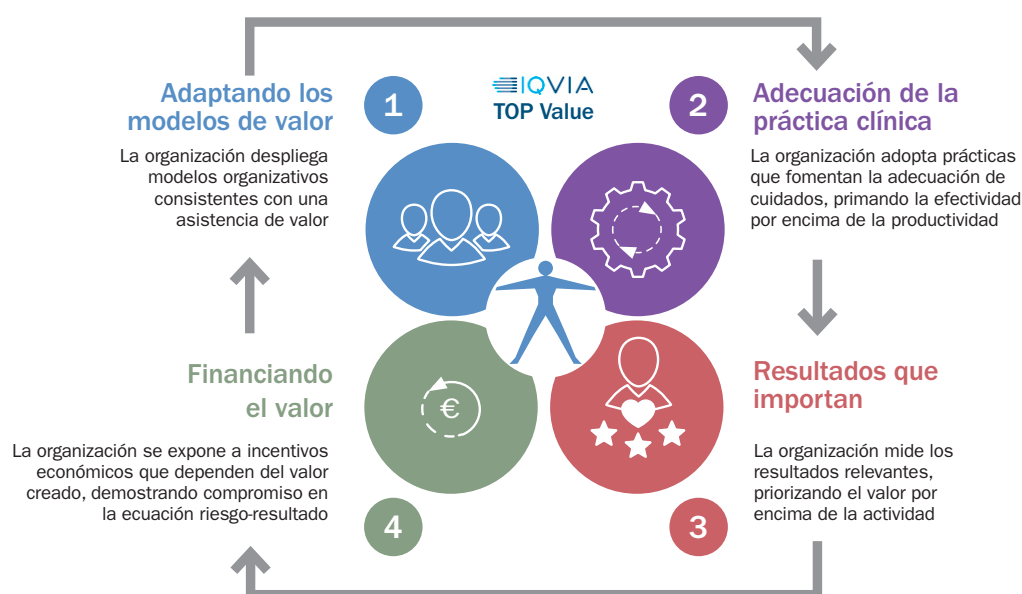 IQVIA
TOP Value
1
Adaptando los
modelos de valor
La organización despliega
modelos organizativos
consistentes con una
asistencia de valor
2
Adecuación de la
práctica clínica
La organización adopta prácticas
que fomentan la adecuación de
cuidados, primando la efectividad
por encima de la productividad
3
Resultados que
importan
La organización mide los
resultados relevantes,
priorizando el valor por
encima de la actividad
4
Financiando
el valor
La organización se expone a incentivos
económicos que dependen del valor
creado, demostrando compromiso en
la ecuación riesgo-resultado
€